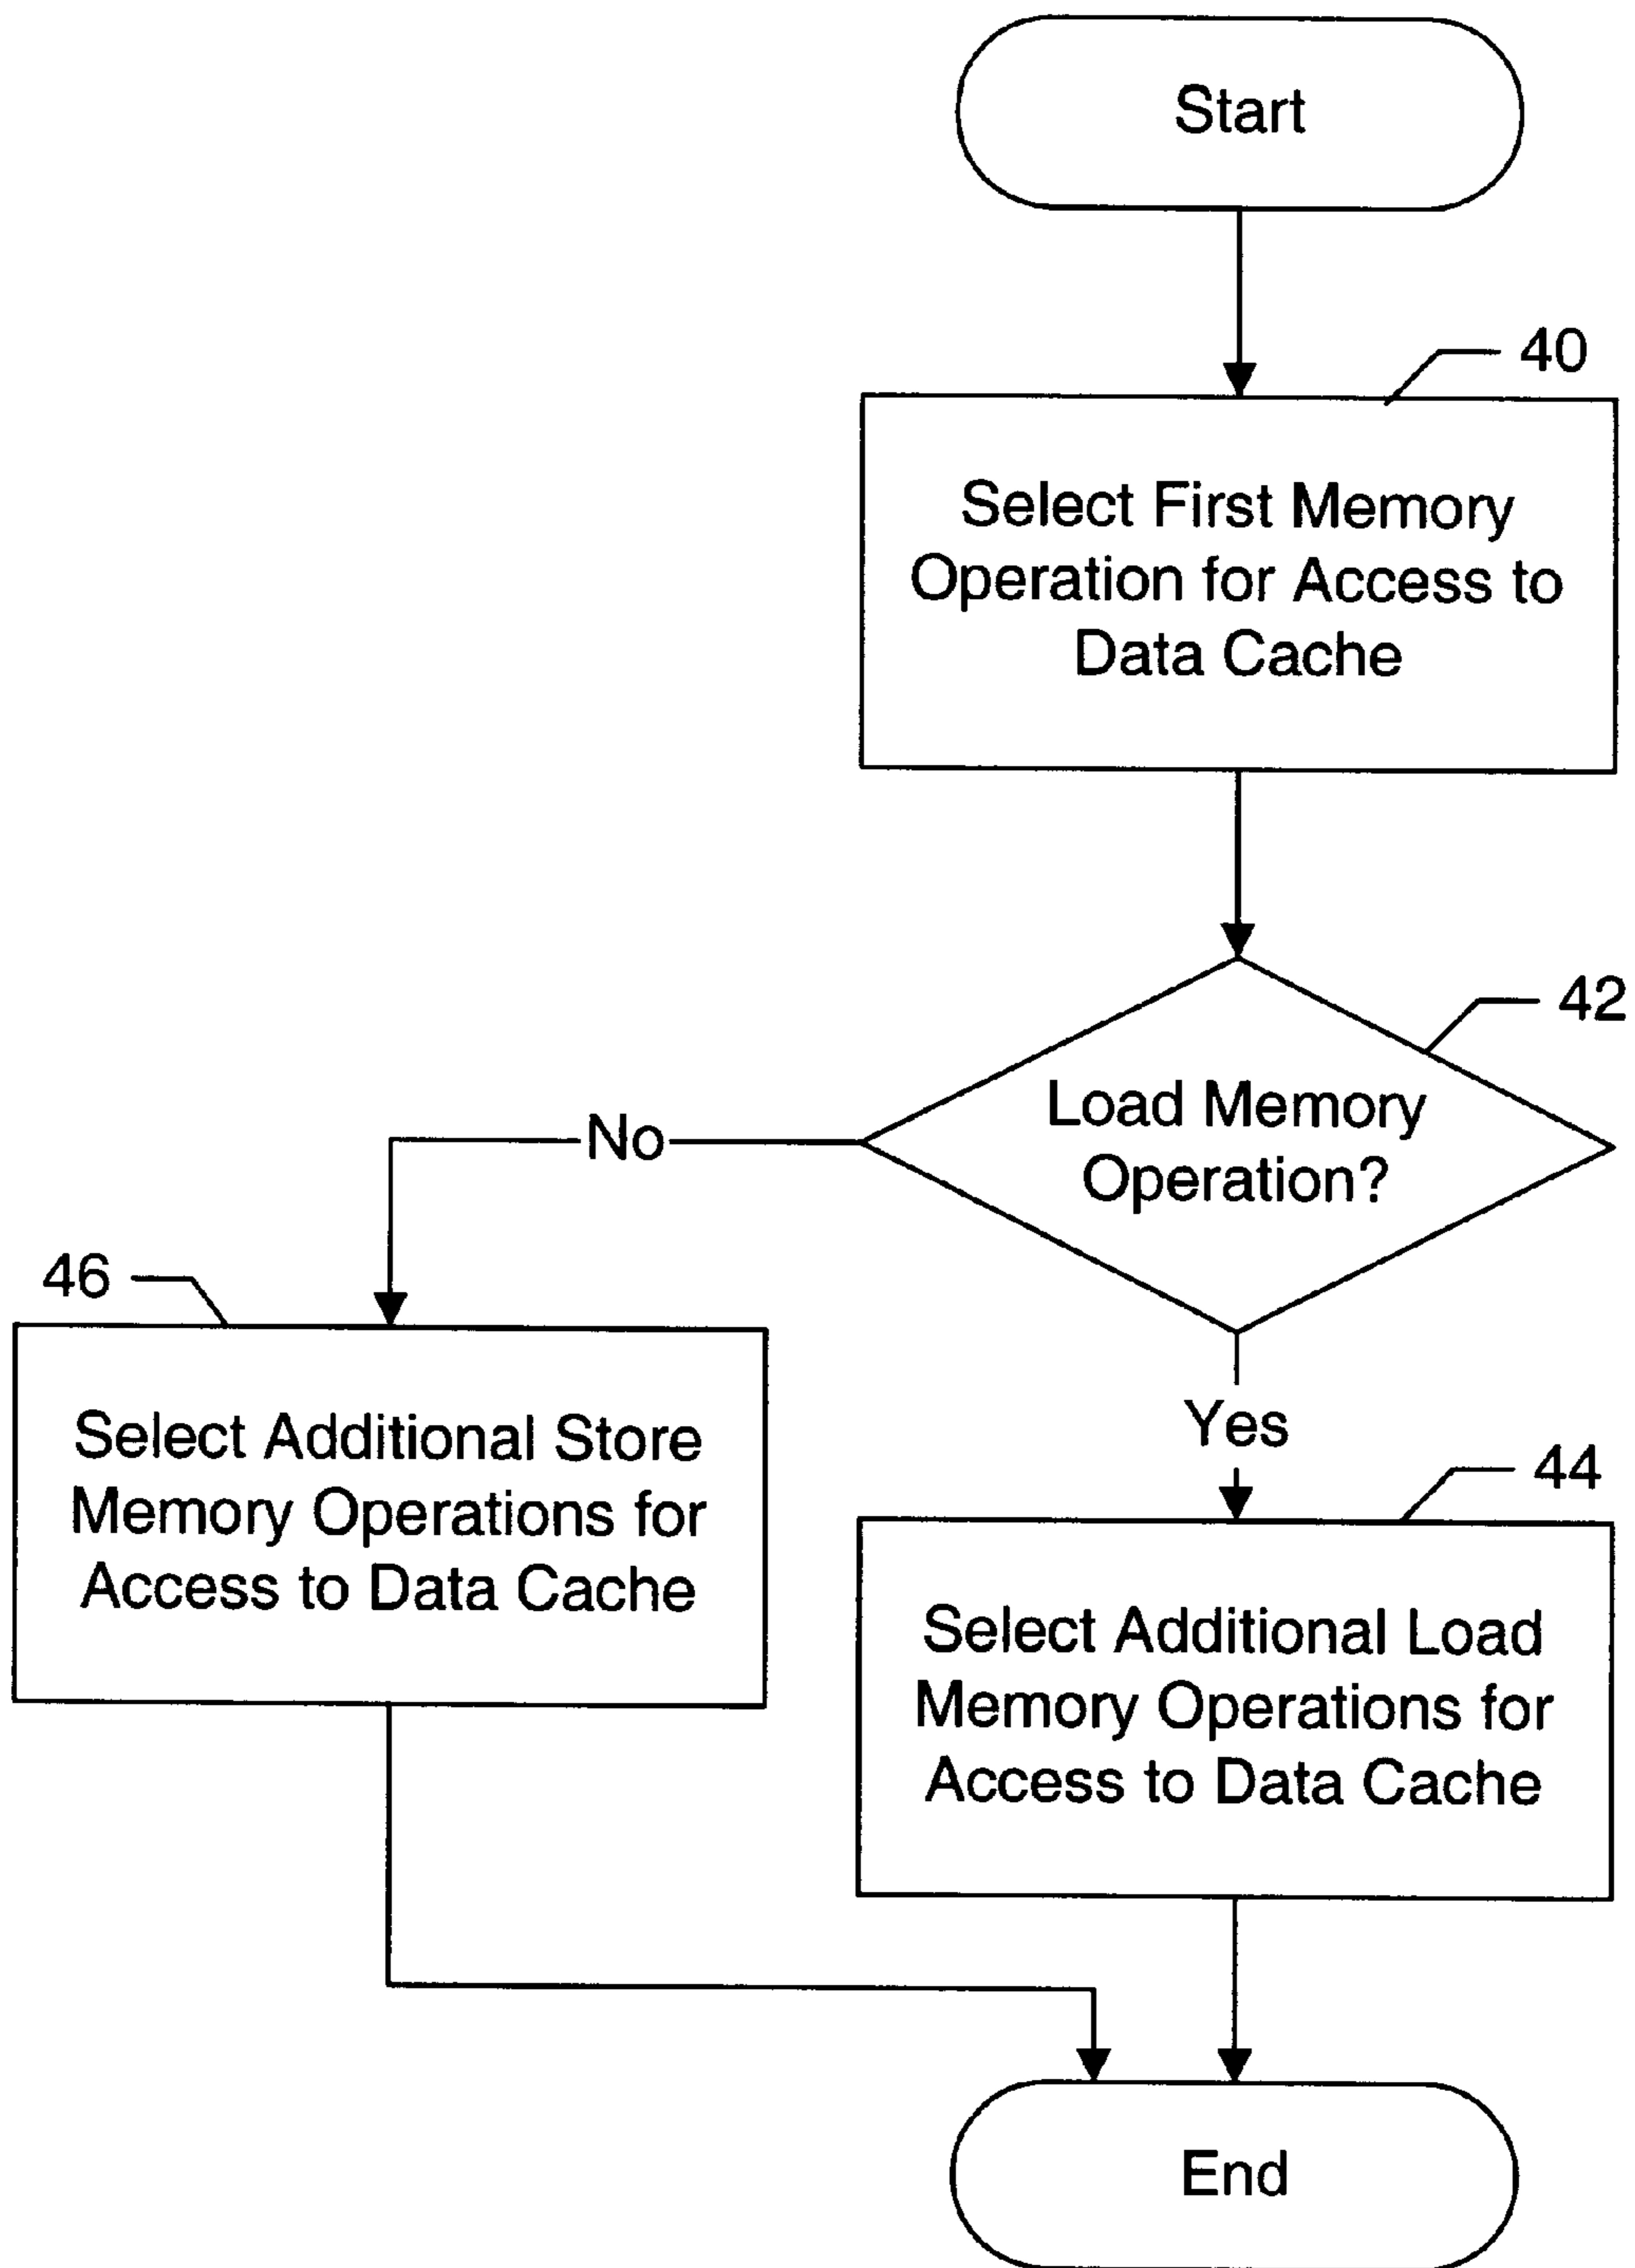 Start
40
Select First Memory
Operation for Access to
Data Cache
42
Load Memory
Operation?
No
Yes
46
Select Additional Store
Memory Operations for
Access to Data Cache
44
Select Additional Load
Memory Operations for
Access to Data Cache
End